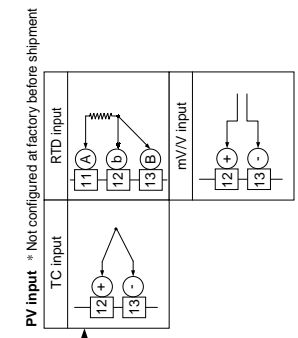 PV input * Not configured at factory before shipment
TC input
12 +
13 -
RTD input
11 A
12 b
13 B
mV/V input
12 +
13 -